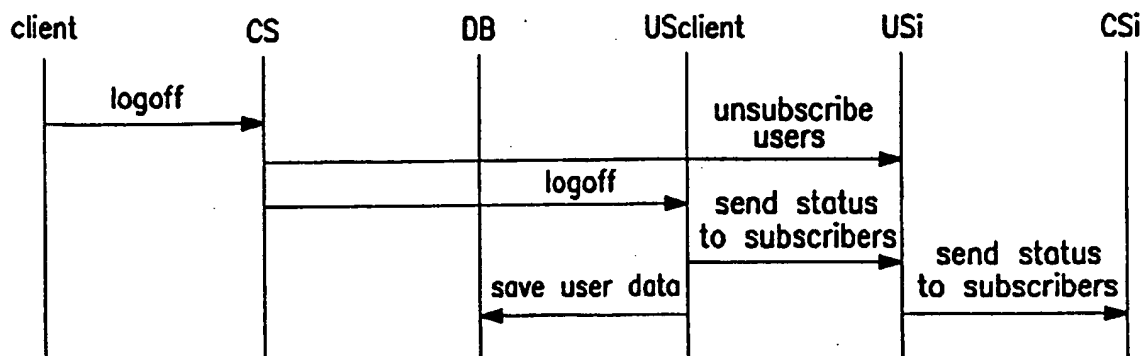 client CS DB USclient USi CSi
logoff
unsubscribe
users
logoff
send status
to subscribers
send status
to subscribers
save user data